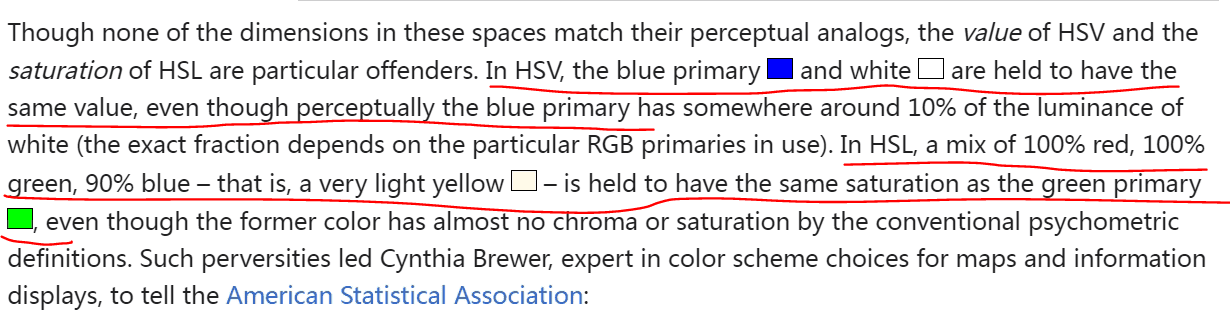 Though none of the dimensions in these spaces match their perceptual analogs, the value of HSV and the
saturation of HSL are particular offenders. In HSV, the blue primary and white are held to have the
same value, even though perceptually the blue primary has somewhere around 10% of the luminance of
white (the exact fraction depends on the particular RGB primaries in use). In HSL, a mix of 100% red, 100%
green, 90% blue – that is, a very light yellow – is held to have the same saturation as the green primary
, even though the former color has almost no chroma or saturation by the conventional psychometric
definitions. Such perversities led Cynthia Brewer, expert in color scheme choices for maps and information
displays, to tell the American Statistical Association: